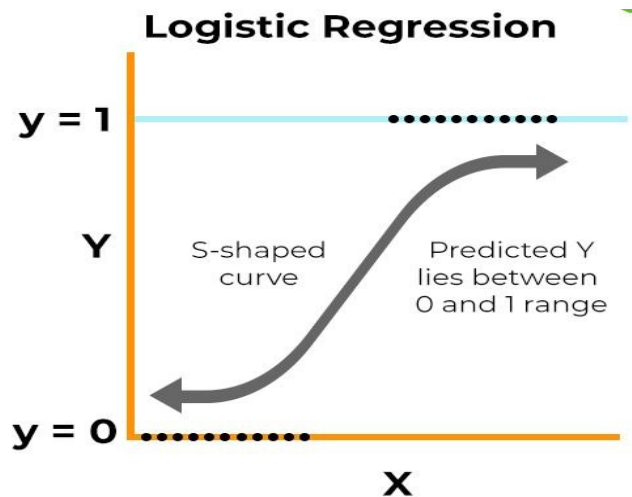 Logistic Regression
y = 1
Y
S-shaped
curve
Predicted Y
lies between
0 and 1 range
y = 0
X